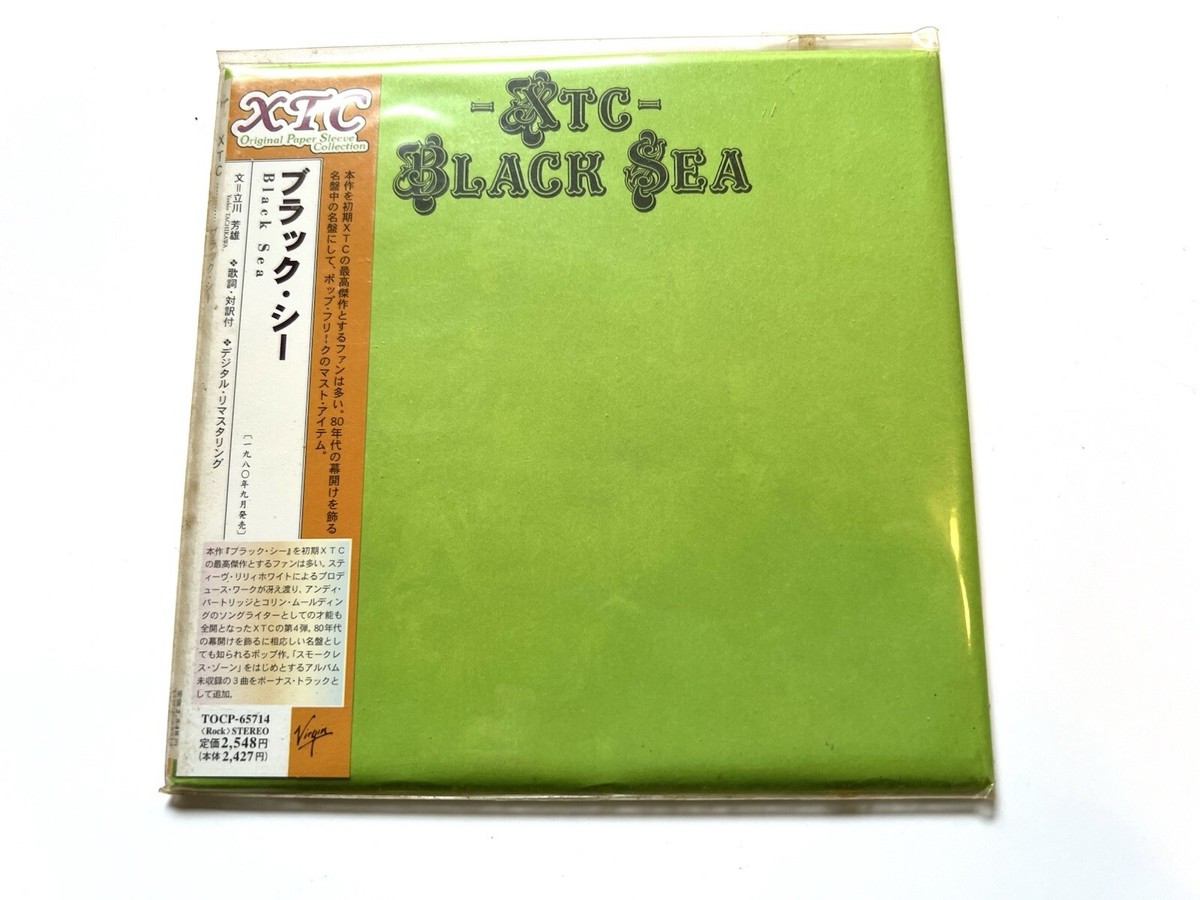 -XTC-
BLACK SEA
XTC
Original Paper Sleeve
Collection
本作を初期XTCの最高傑作とするファンは多い。80年代の幕開けを飾る
名盤中の名盤にして、ポップ・フリークのマスト・アイテム。
ブラック・シー
Black Sea
[一九八〇年九月発売]
文=立川 芳雄
Yoshio TACHIKAWA
❖歌詞・対訳付
❖デジタル・リマスタリング
XTC ブラック・シー
本作『ブラック・シー』を初期XTC
の最高傑作とするファンは多い。ステ
ィーヴ・リリィホワイトによるプロデ
ュース・ワークが冴え渡り、アンディ・
パートリッジとコリン・ムールディン
グのソングライターとしての才能も
全開となったXTCの第4弾。80年代
の幕開けを飾るに相応しい名盤とし
ても知られるポップ作。「スモークレ
ス・ゾーン」をはじめとするアルバム
未収録の3曲をボーナス・トラックと
して追加。
TOCP-65714
〈Rock〉STEREO
定価2,548円
(本体2,427円)
Virgin